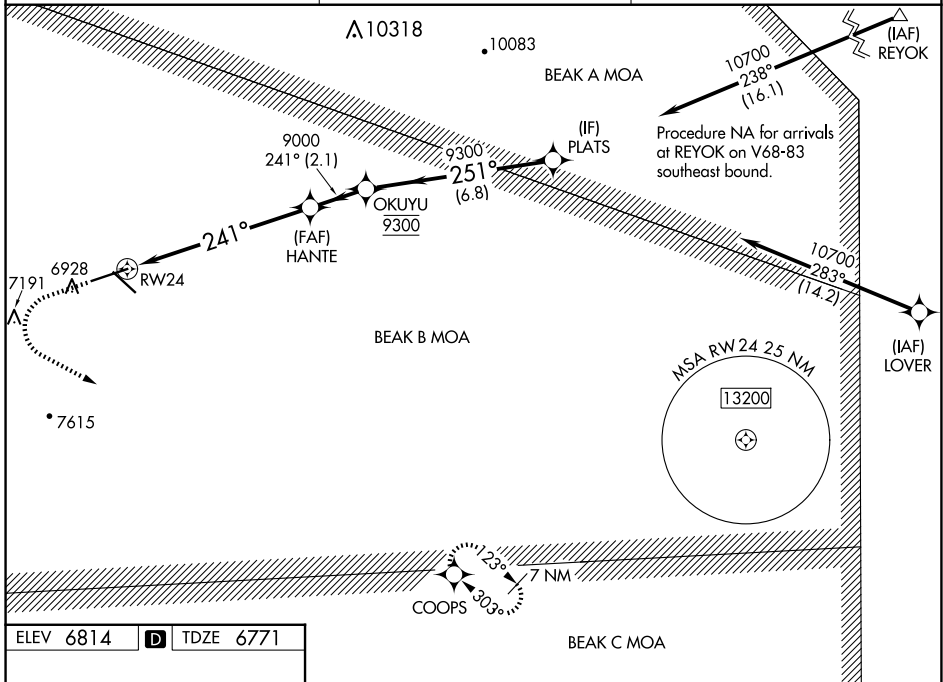 10318
10083
BEAK A MOA
10700
238°
(16.1)
(IAF)
REYOK
Procedure NA for arrivals
at REYOK on V68-83
southeast bound.
(IF)
PLATS
9300
251°
(6.8)
9000
241° (2.1)
OKUYU
9300
(FAF)
HANTE
241°
RW24
6928
7191
7615
BEAK B MOA
10700
283°
(14.2)
(IAF)
LOVER
MSA RW24 25 NM
13200
123°
303°
7 NM
COOPS
BEAK C MOA
ELEV 6814 D TDZE 6771